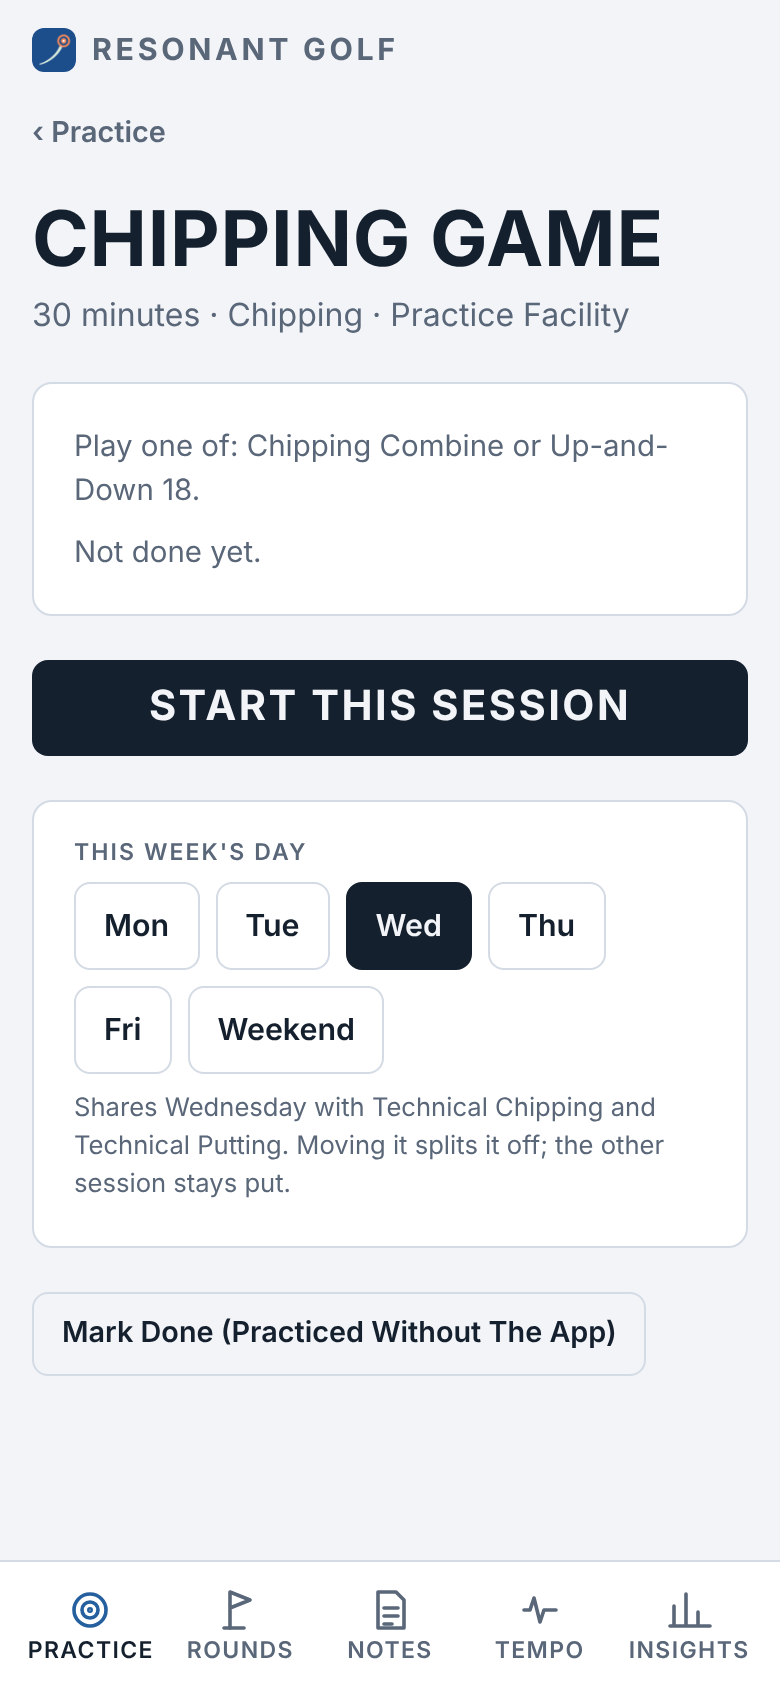 RESONANT GOLF
‹ Practice
CHIPPING GAME
30 minutes · Chipping · Practice Facility
Play one of: Chipping Combine or Up-and-
Down 18.
Not done yet.
START THIS SESSION
THIS WEEK'S DAY
Mon Tue Wed Thu
Fri Weekend
Shares Wednesday with Technical Chipping and
Technical Putting. Moving it splits it off; the other
session stays put.
Mark Done (Practiced Without The App)
PRACTICE ROUNDS NOTES TEMPO INSIGHTS